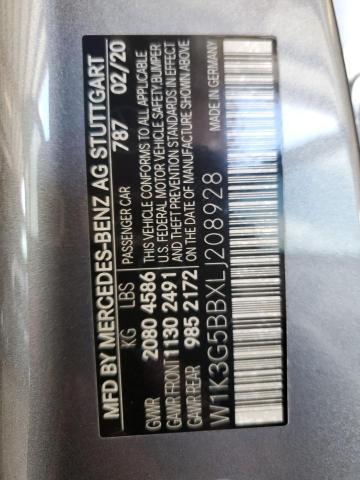 MFD BY MERCEDES-BENZ AG STUTTGART
787 02/20
KG LBS PASSENGER CAR
GVWR 2080 4586 THIS VEHICLE CONFORMS TO ALL APPLICABLE
GAWR FRONT 1130 2491 U.S. FEDERAL MOTOR VEHICLE SAFETY, BUMPER
GAWR REAR 985 2172 AND THEFT PREVENTION STANDARDS IN EFFECT
ON THE DATE OF MANUFACTURE SHOWN ABOVE
W1K3G5BBXLJ208928 MADE IN GERMANY